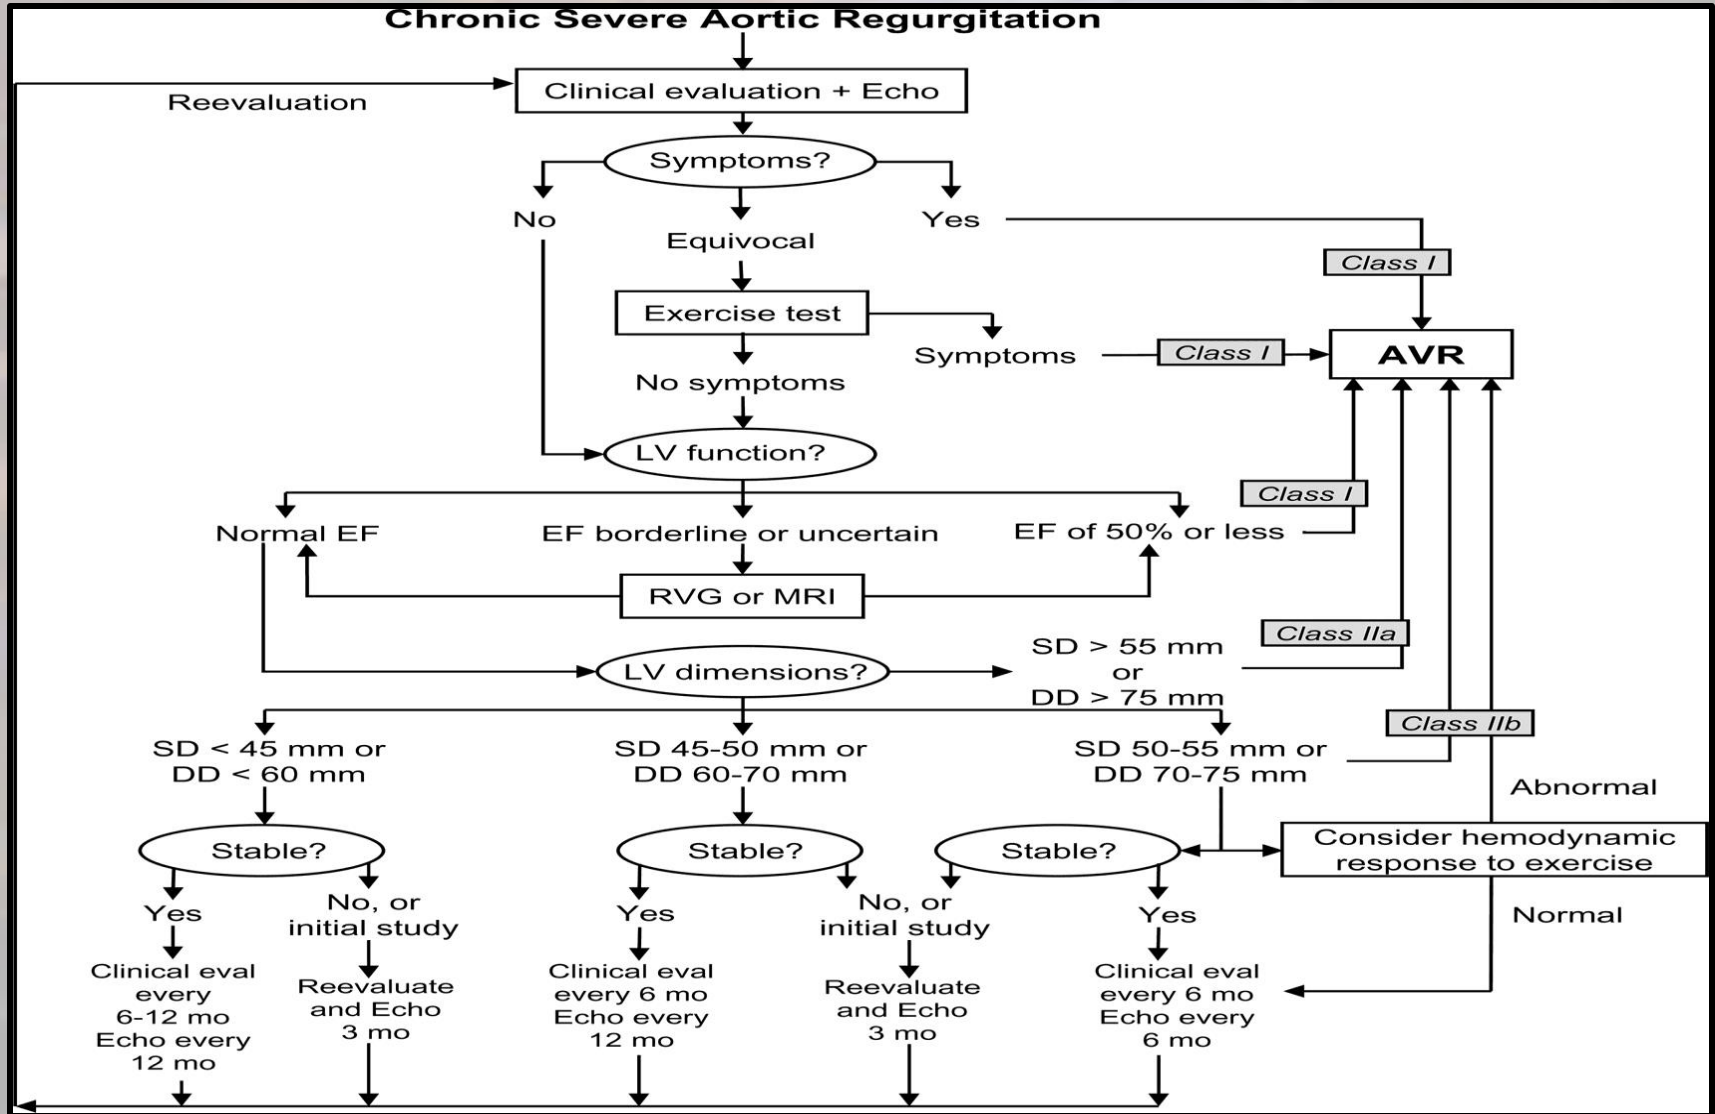 Chronic Severe Aortic Regurgitation
Reevaluation
Clinical evaluation + Echo
Symptoms?
No
Equivocal
Yes
Class I
Exercise test
Symptoms
Class I
AVR
No symptoms
LV function?
Class I
Normal EF
EF borderline or uncertain
EF of 50% or less
RVG or MRI
Class IIa
LV dimensions?
SD > 55 mm
or
DD > 75 mm
Class IIb
SD < 45 mm or
DD < 60 mm
SD 45-50 mm or
DD 60-70 mm
SD 50-55 mm or
DD 70-75 mm
Abnormal
Stable?
Stable?
Stable?
Consider hemodynamic
response to exercise
Yes
No, or
initial study
Yes
No, or
initial study
Yes
Normal
Clinical eval
every
6-12 mo
Echo every
12 mo
Reevaluate
and Echo
3 mo
Clinical eval
every 6 mo
Echo every
12 mo
Reevaluate
and Echo
3 mo
Clinical eval
every 6 mo
Echo every
6 mo